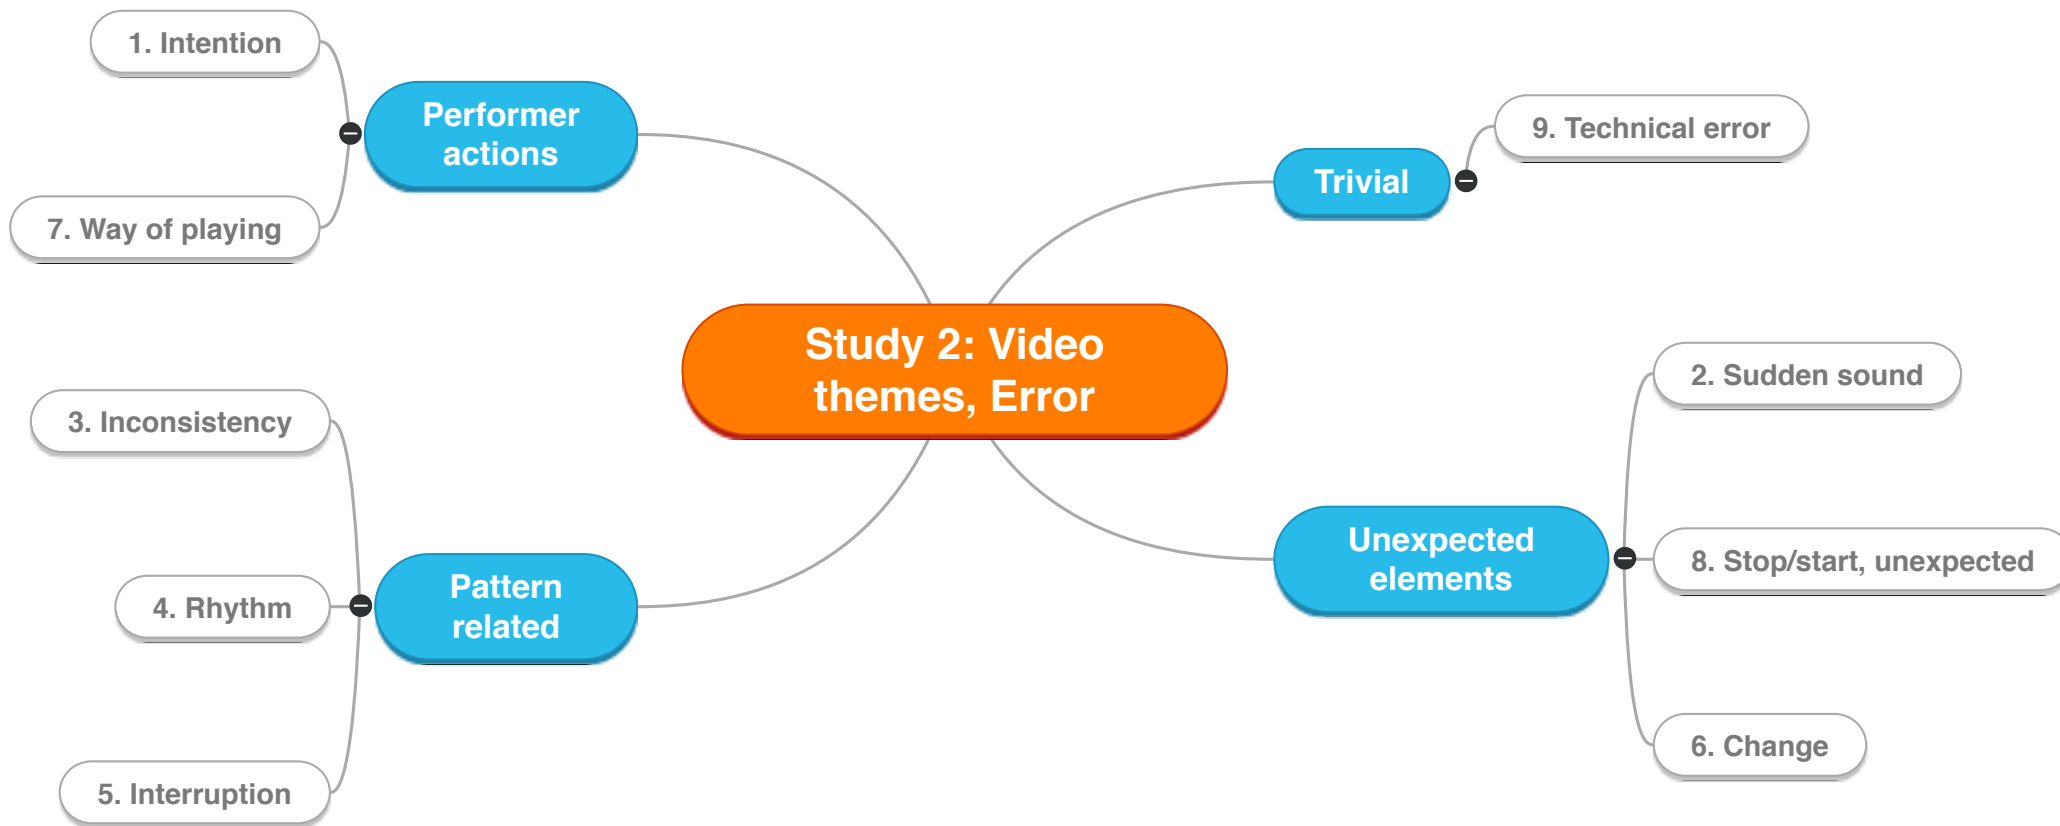 1. Intention
Performer
actions
7. Way of playing
9. Technical error
Trivial
Study 2: Video
themes, Error
3. Inconsistency
4. Rhythm
5. Interruption
Pattern
related
Unexpected
elements
2. Sudden sound
8. Stop/start, unexpected
6. Change